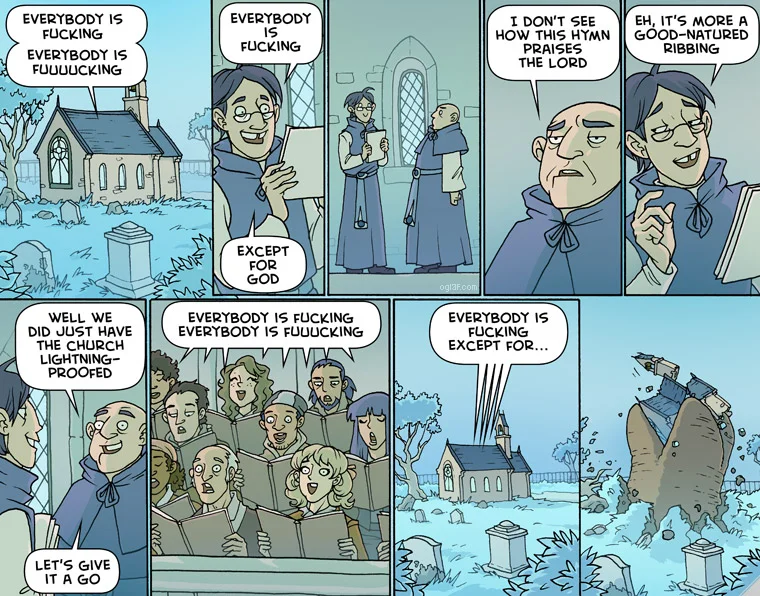 EVERYBODY IS
FUCKING
EVERYBODY IS
FUUUUCKING
EVERYBODY
IS
FUCKING
EXCEPT
FOR
GOD
oglaf.com
I DON'T SEE
HOW THIS HYMN
PRAISES
THE LORD
EH, IT'S MORE A
GOOD-NATURED
RIBBING
WELL WE
DID JUST HAVE
THE CHURCH
LIGHTNING-
PROOFED
LET'S GIVE
IT A GO
EVERYBODY IS FUCKING
EVERYBODY IS FUUUCKING
EVERYBODY IS
FUCKING
EXCEPT FOR...